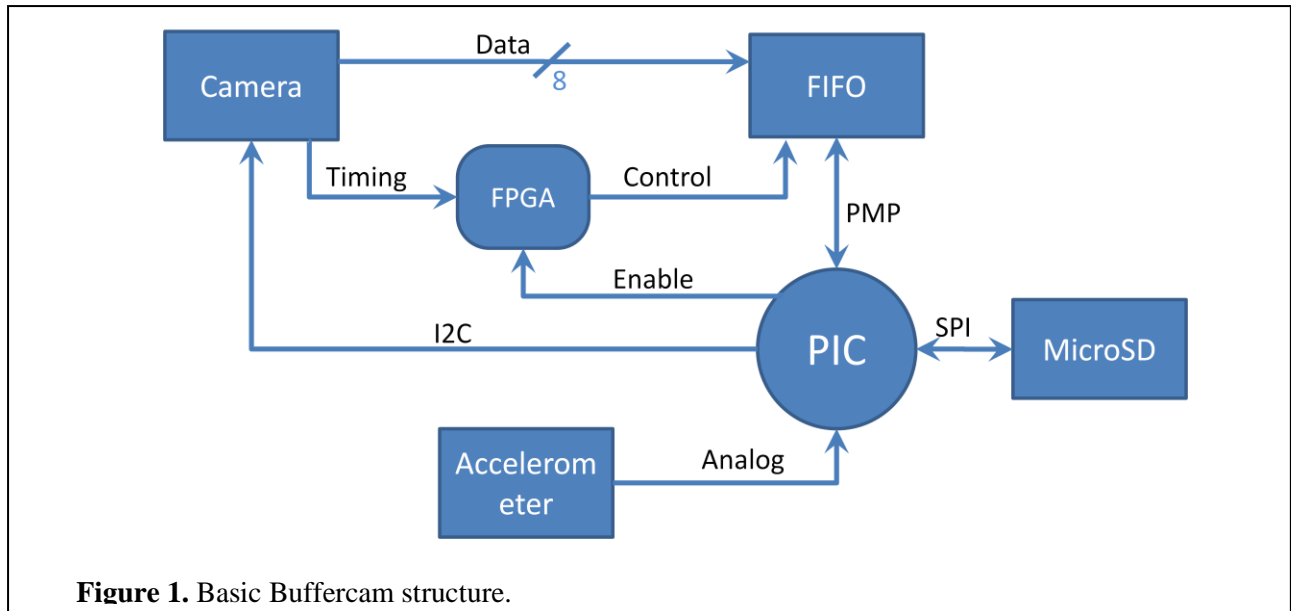 Data
8
Camera
FIFO
Timing
FPGA
Control
PMP
Enable
I2C
SPI
PIC
MicroSD
Accelerom
eter
Analog
Figure 1. Basic Buffercam structure.